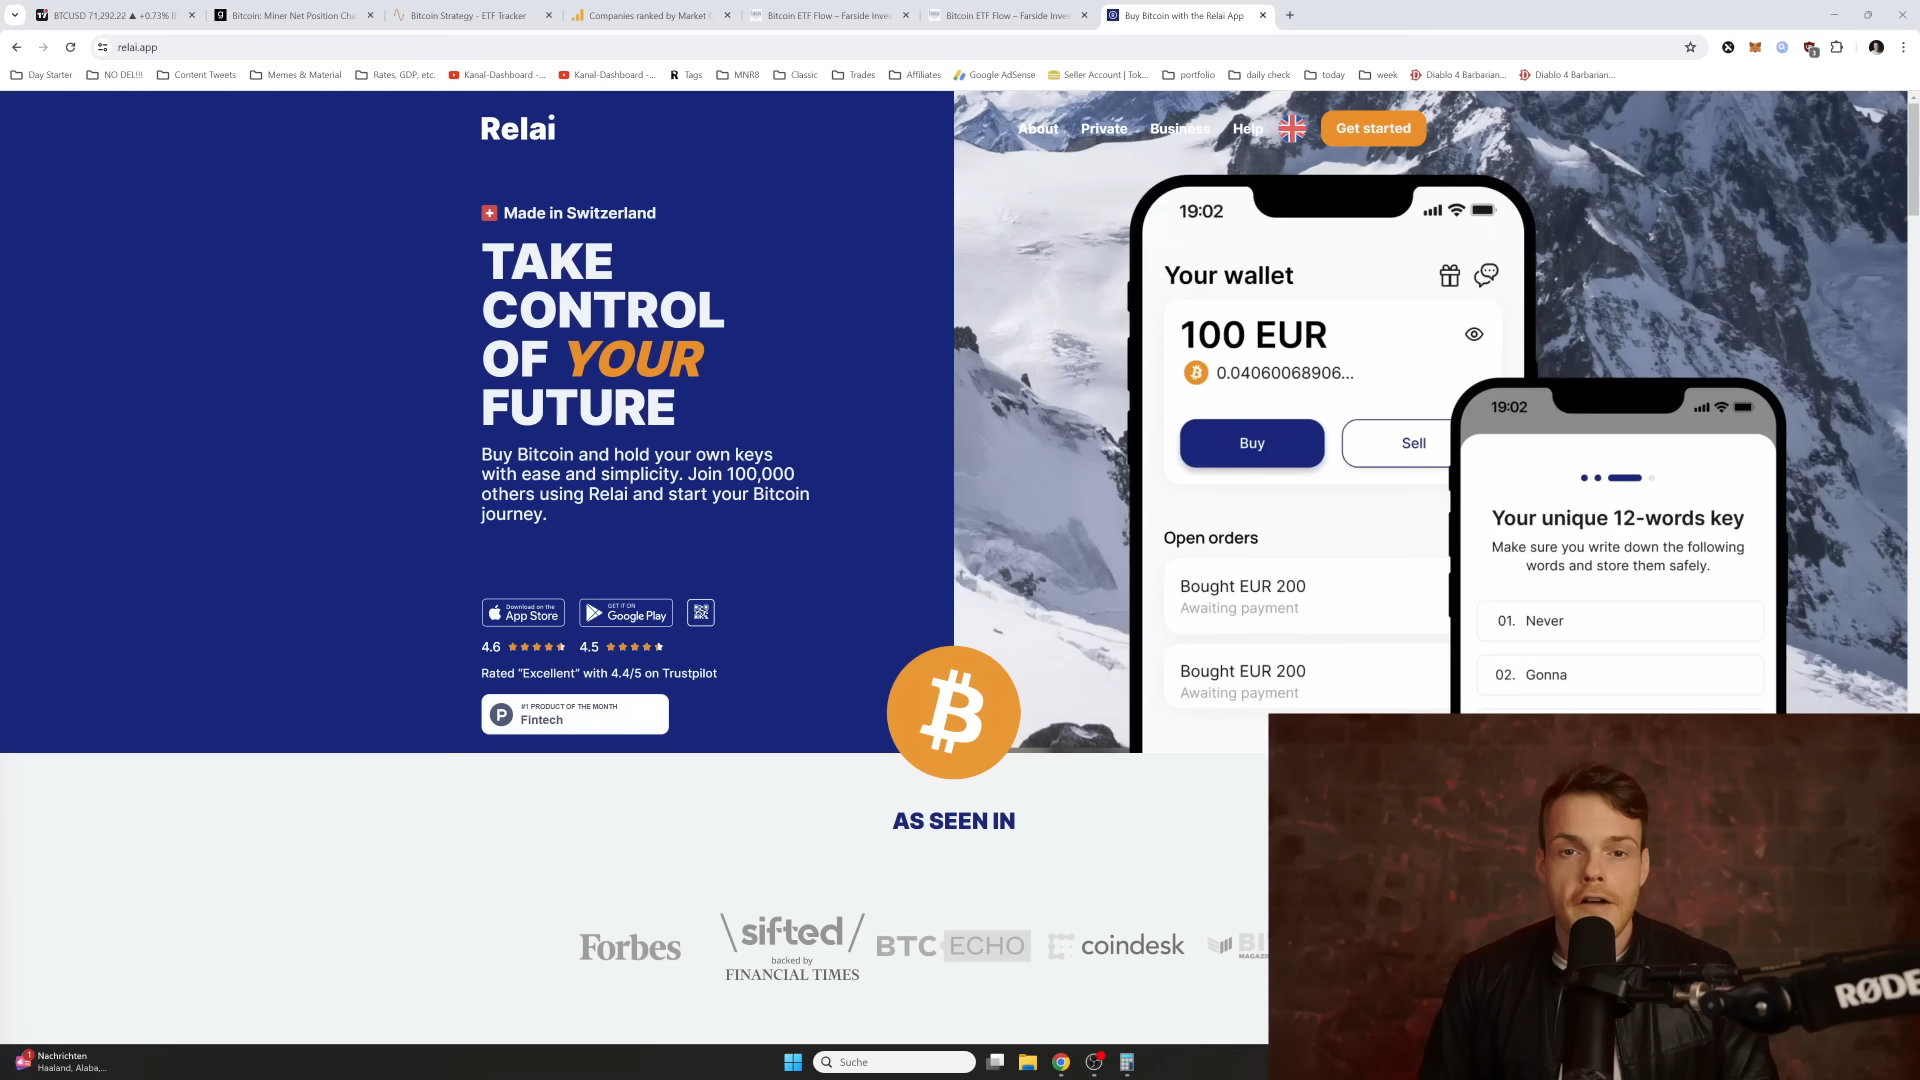 BTCUSD 71,292.22 ▲ +0.73%
Bitcoin: Miner Net Position Cha
Bitcoin Strategy - ETF Tracker
Companies ranked by Market C
Bitcoin ETF Flow – Farside Inves
Bitcoin ETF Flow – Farside Inves
Buy Bitcoin with the Relai App
relai.app
Day Starter
NO DEL!!!
Content Tweets
Memes & Material
Rates, GDP, etc.
Kanal-Dashboard -...
Kanal-Dashboard -...
Tags
MNR8
Classic
Trades
Affiliates
Google AdSense
Seller Account | Tok...
portfolio
daily check
today
week
Diablo 4 Barbarian...
Diablo 4 Barbarian...
Relai
About Private Business Help Get started
Made in Switzerland
TAKE
CONTROL
OF YOUR
FUTURE
Buy Bitcoin and hold your own keys
with ease and simplicity. Join 100,000
others using Relai and start your Bitcoin
journey.
Download on the
App Store
GET IT ON
Google Play
4.6
4.5
Rated “Excellent” with 4.4/5 on Trustpilot
P
#1 PRODUCT OF THE MONTH
Fintech
19:02
Your wallet
100 EUR
0.04060068906...
Buy
Sell
Open orders
Bought EUR 200
Awaiting payment
Bought EUR 200
Awaiting payment
19:02
Your unique 12-words key
Make sure you write down the following
words and store them safely.
01. Never
02. Gonna
AS SEEN IN
Forbes
\sifted/
backed by
FINANCIAL TIMES
BTC ECHO
coindesk
BI
MAGAZ
RØDE
1
Nachrichten
Haaland, Alaba,...
Suche